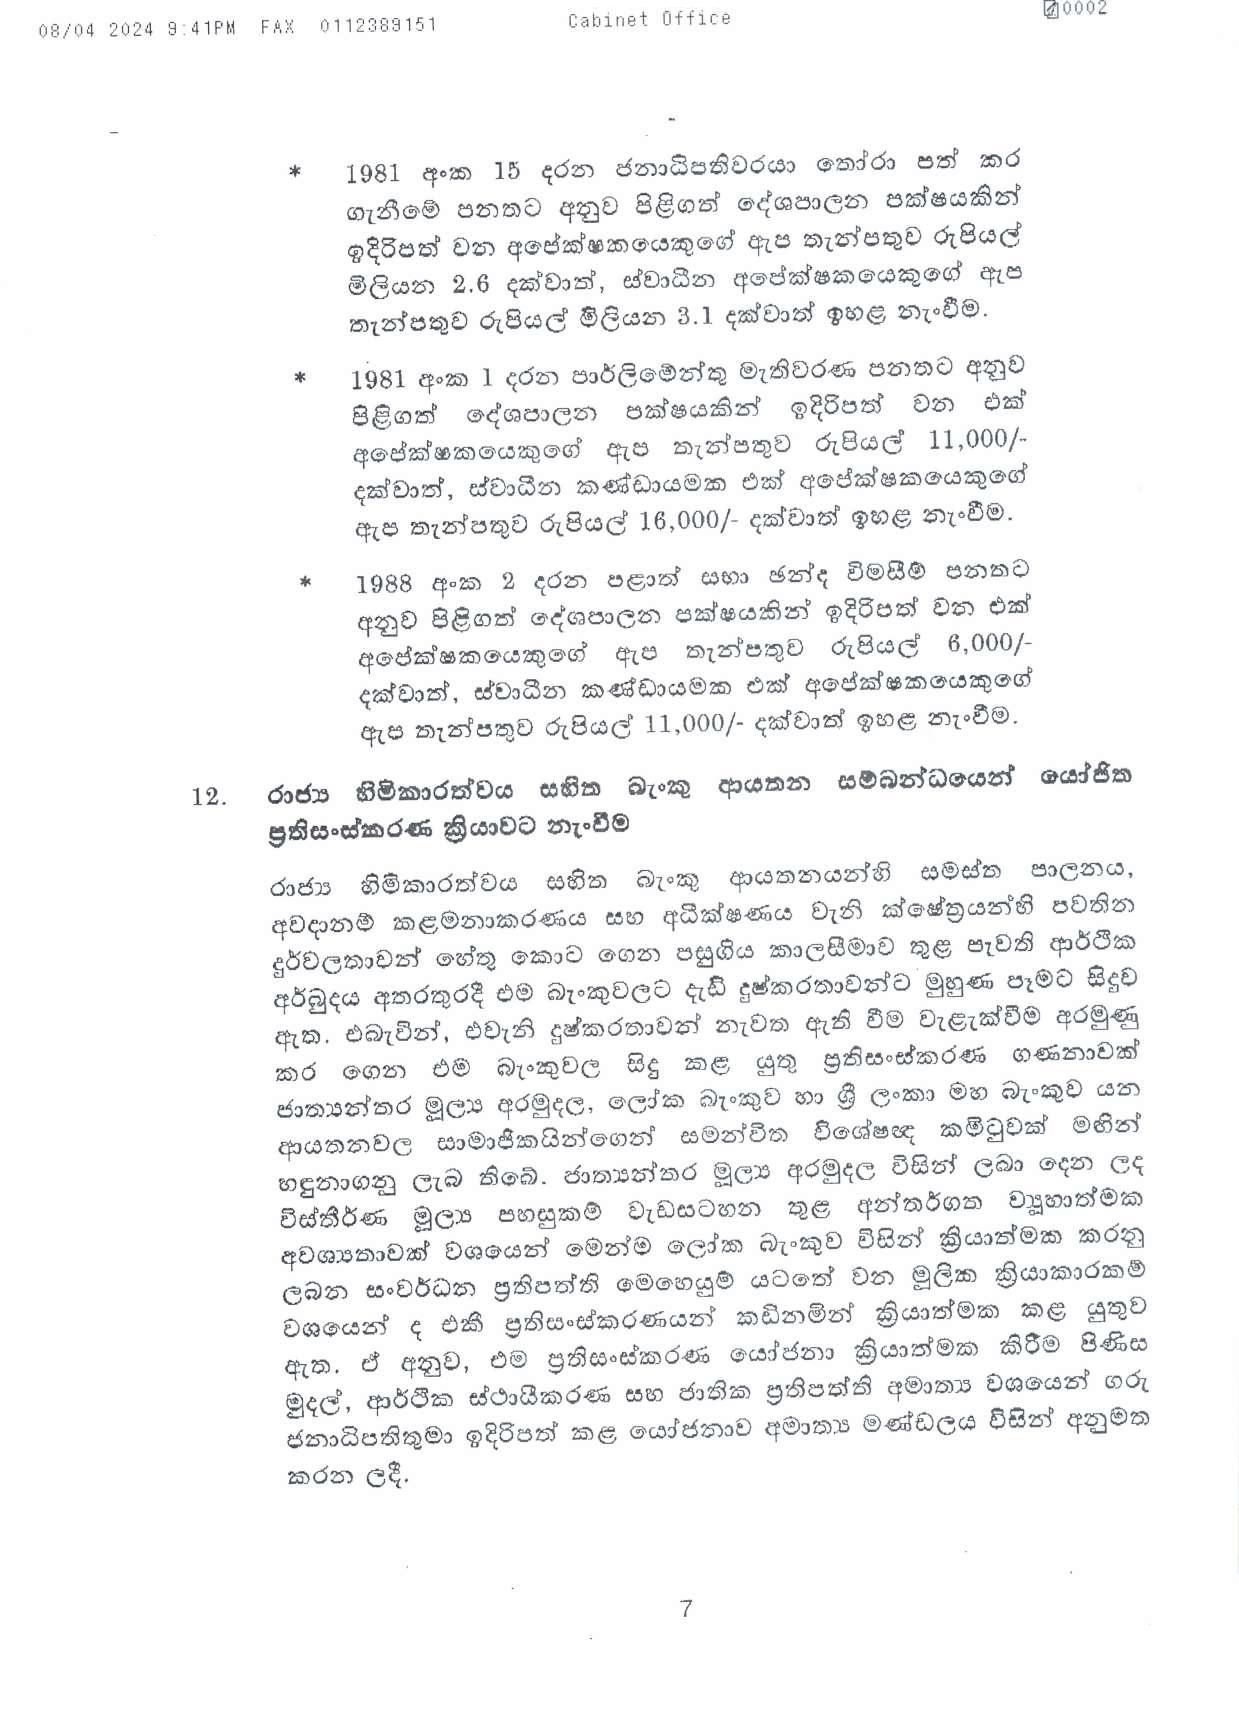 08/04 2024 9:41PM FAX 0112389151 Cabinet Office 0002
* 1981 අංක 15 දරන ජනාධිපතිවරයා තෝරා පත් කර
ගැනීමේ පනතට අනුව පිළිගත් දේශපාලන පක්ෂයකින්
ඉදිරිපත් වන අපේක්ෂකයෙකුගේ ඇප තැන්පතුව රුපියල්
මිලියන 2.6 දක්වාත්, ස්වාධීන අපේක්ෂකයෙකුගේ ඇප
තැන්පතුව රුපියල් මිලියන 3.1 දක්වාත් ඉහළ නැංවීම.
* 1981 අංක 1 දරන පාර්ලිමේන්තු මැතිවරණ පනතට අනුව
පිළිගත් දේශපාලන පක්ෂයකින් ඉදිරිපත් වන එක්
අපේක්ෂකයෙකුගේ ඇප තැන්පතුව රුපියල් 11,000/-
දක්වාත්, ස්වාධීන කණ්ඩායමක එක් අපේක්ෂකයෙකුගේ
ඇප තැන්පතුව රුපියල් 16,000/- දක්වාත් ඉහළ නැංවීම.
* 1988 අංක 2 දරන පළාත් සභා ඡන්ද විමසීම් පනතට
අනුව පිළිගත් දේශපාලන පක්ෂයකින් ඉදිරිපත් වන එක්
අපේක්ෂකයෙකුගේ ඇප තැන්පතුව රුපියල් 6,000/-
දක්වාත්, ස්වාධීන කණ්ඩායමක එක් අපේක්ෂකයෙකුගේ
ඇප තැන්පතුව රුපියල් 11,000/- දක්වාත් ඉහළ නැංවීම.
12. රාජ්‍ය හිමිකාරත්වය සහිත බැංකු ආයතන සම්බන්ධයෙන් යෝජිත
ප්‍රතිසංස්කරණ ක්‍රියාවට නැංවීම
රාජ්‍ය හිමිකාරත්වය සහිත බැංකු ආයතනයන්හි සමස්ත පාලනය,
අවදානම් කළමනාකරණය සහ අධීක්ෂණය වැනි ක්ෂේත්‍රයන්හි පවතින
දුර්වලතාවන් හේතු කොට ගෙන පසුගිය කාලසීමාව තුළ පැවති ආර්ථික
අර්බුදය අතරතුරදී එම බැංකුවලට දැඩි දුෂ්කරතාවන්ට මුහුණ පෑමට සිදුව
ඇත. එබැවින්, එවැනි දුෂ්කරතාවන් නැවත ඇති වීම වැළැක්වීම අරමුණු
කර ගෙන එම බැංකුවල සිදු කළ යුතු ප්‍රතිසංස්කරණ ගණනාවක්
ජාත්‍යන්තර මූල්‍ය අරමුදල, ලෝක බැංකුව හා ශ්‍රී ලංකා මහ බැංකුව යන
ආයතනවල සාමාජිකයින්ගෙන් සමන්විත විශේෂඥ කමිටුවක් මඟින්
හඳුනාගනු ලැබ තිබේ. ජාත්‍යන්තර මූල්‍ය අරමුදල විසින් ලබා දෙන ලද
විස්තීර්ණ මූල්‍ය පහසුකම් වැඩසටහන තුළ අන්තර්ගත ව්‍යුහාත්මක
අවශ්‍යතාවක් වශයෙන් මෙන්ම ලෝක බැංකුව විසින් ක්‍රියාත්මක කරනු
ලබන සංවර්ධන ප්‍රතිපත්ති මෙහෙයුම් යටතේ වන මූලික ක්‍රියාකාරකම්
වශයෙන් ද එකී ප්‍රතිසංස්කරණයන් කඩිනමින් ක්‍රියාත්මක කළ යුතුව
ඇත. ඒ අනුව, එම ප්‍රතිසංස්කරණ යෝජනා ක්‍රියාත්මක කිරීම පිණිස
මුදල්, ආර්ථික ස්ථායීකරණ සහ ජාතික ප්‍රතිපත්ති අමාත්‍ය වශයෙන් ගරු
ජනාධිපතිතුමා ඉදිරිපත් කළ යෝජනාව අමාත්‍ය මණ්ඩලය විසින් අනුමත
කරන ලදී.
7